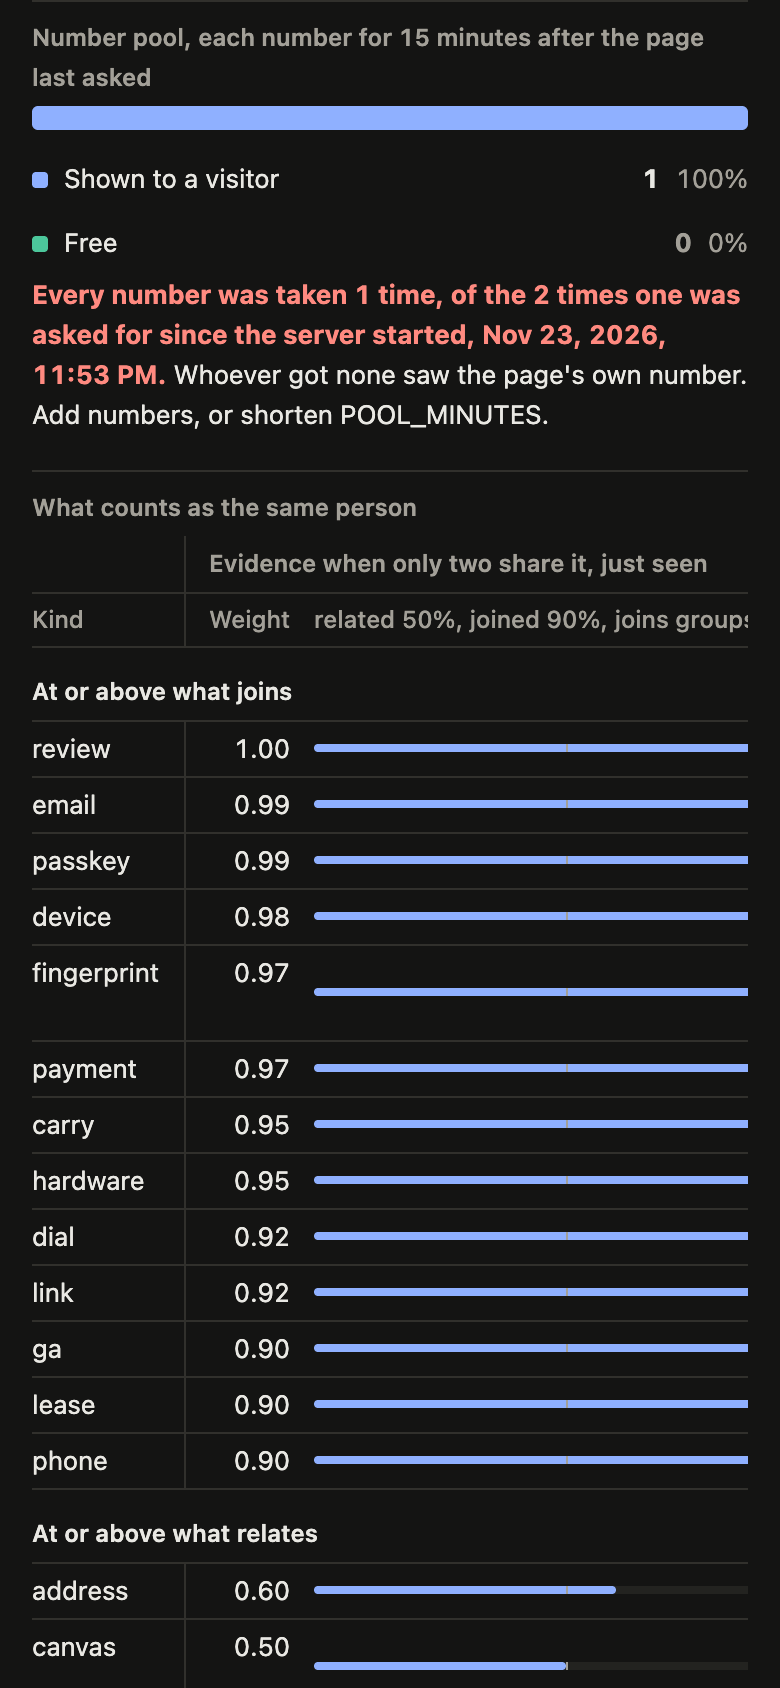 Number pool, each number for 15 minutes after the page
last asked
Shown to a visitor 1 100%
Free 0 0%
Every number was taken 1 time, of the 2 times one was
asked for since the server started, Nov 23, 2026,
11:53 PM. Whoever got none saw the page's own number.
Add numbers, or shorten POOL_MINUTES.
What counts as the same person
Evidence when only two share it, just seen
Kind Weight related 50%, joined 90%, joins groups
At or above what joins
review 1.00
email 0.99
passkey 0.99
device 0.98
fingerprint 0.97
payment 0.97
carry 0.95
hardware 0.95
dial 0.92
link 0.92
ga 0.90
lease 0.90
phone 0.90
At or above what relates
address 0.60
canvas 0.50